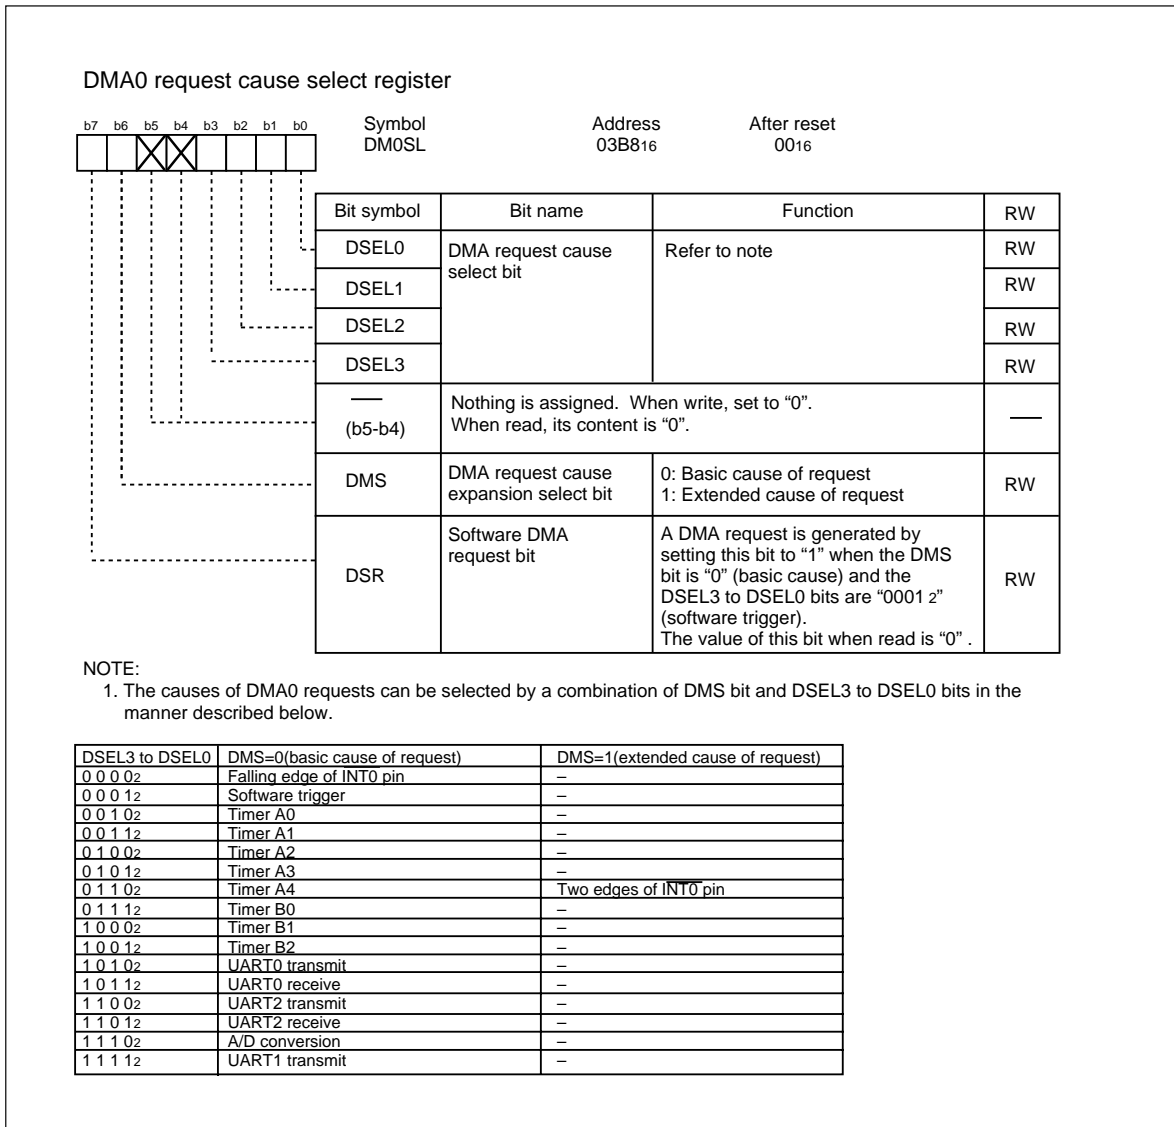 DMA0 request cause select register
b7 b6 b5 b4 b3 b2 b1 b0
Symbol Address After reset
DM0SL 03B816 0016
Bit symbol Bit name Function RW
DSEL0 DMA request cause select bit Refer to note RW
DSEL1 RW
DSEL2 RW
DSEL3 RW
— (b5-b4) Nothing is assigned. When write, set to “0”.
When read, its content is “0”. —
DMS DMA request cause expansion select bit 0: Basic cause of request
1: Extended cause of request RW
DSR Software DMA request bit A DMA request is generated by
setting this bit to “1” when the DMS
bit is “0” (basic cause) and the
DSEL3 to DSEL0 bits are “0001 2”
(software trigger).
The value of this bit when read is “0” . RW
NOTE:
1. The causes of DMA0 requests can be selected by a combination of DMS bit and DSEL3 to DSEL0 bits in the
manner described below.
DSEL3 to DSEL0 DMS=0(basic cause of request) DMS=1(extended cause of request)
0 0 0 02 Falling edge of INT0 pin –
0 0 0 12 Software trigger –
0 0 1 02 Timer A0 –
0 0 1 12 Timer A1 –
0 1 0 02 Timer A2 –
0 1 0 12 Timer A3 –
0 1 1 02 Timer A4 Two edges of INT0 pin
0 1 1 12 Timer B0 –
1 0 0 02 Timer B1 –
1 0 0 12 Timer B2 –
1 0 1 02 UART0 transmit –
1 0 1 12 UART0 receive –
1 1 0 02 UART2 transmit –
1 1 0 12 UART2 receive –
1 1 1 02 A/D conversion –
1 1 1 12 UART1 transmit –